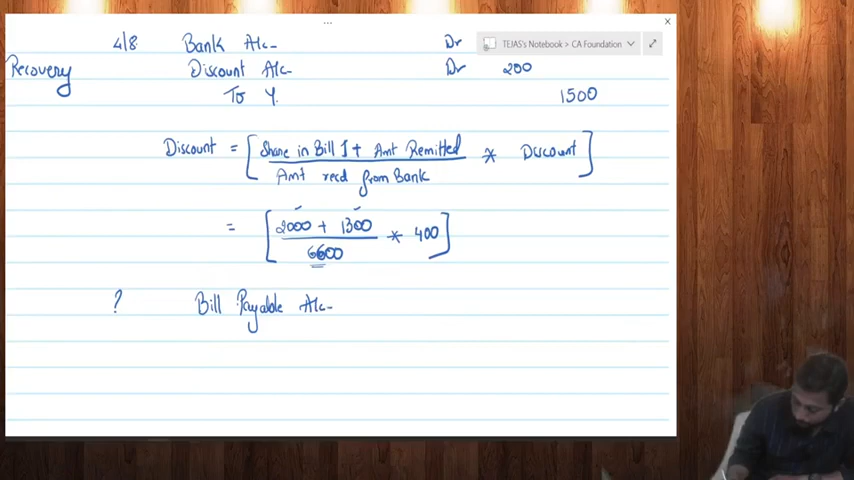 4/8 Bank A/c- Dr TEJAS's Notebook > CA Foundation
Recovery Discount A/c- Dr 200
To Y. 1500
Discount = [Share in Bill 1 + Amt Remitted / Amt recd from Bank * Discount]
= [2000 + 1300 / 6600 * 400]
? Bill Payable A/c-